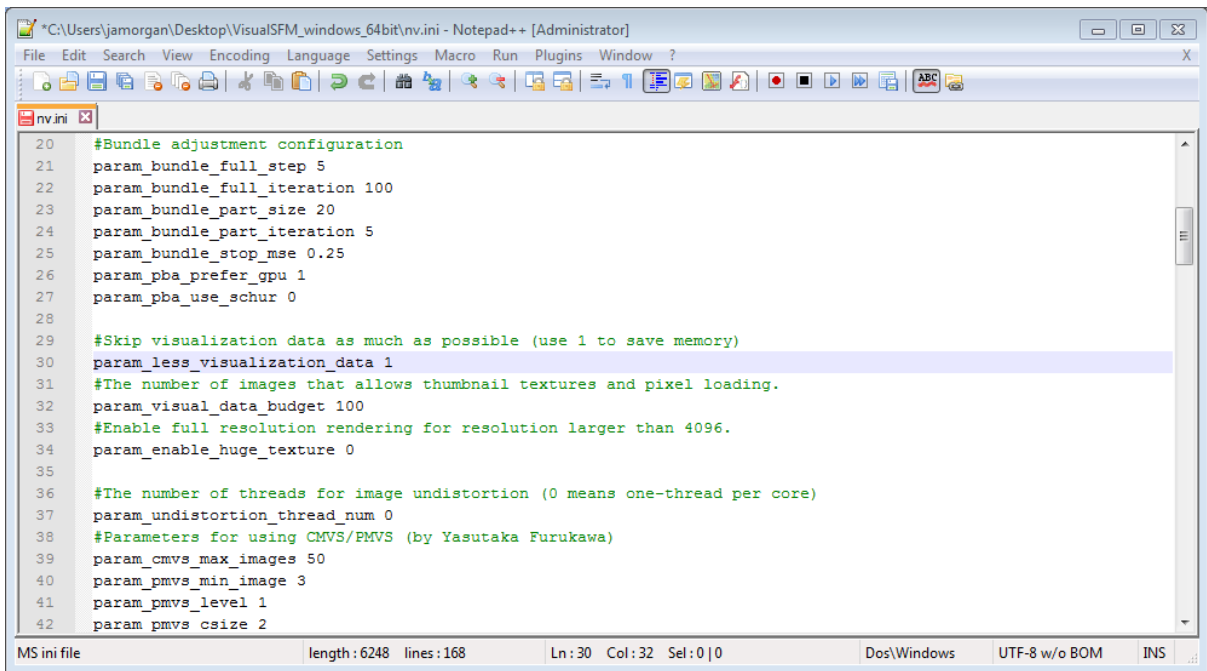 *C:\Users\jamorgan\Desktop\VisualSFM_windows_64bit\nv.ini - Notepad++ [Administrator]
File Edit Search View Encoding Language Settings Macro Run Plugins Window ? X
ABC
nv.ini
20 #Bundle adjustment configuration
21 param_bundle_full_step 5
22 param_bundle_full_iteration 100
23 param_bundle_part_size 20
24 param_bundle_part_iteration 5
25 param_bundle_stop_mse 0.25
26 param_pba_prefer_gpu 1
27 param_pba_use_schur 0
28
29 #Skip visualization data as much as possible (use 1 to save memory)
30 param_less_visualization_data 1
31 #The number of images that allows thumbnail textures and pixel loading.
32 param_visual_data_budget 100
33 #Enable full resolution rendering for resolution larger than 4096.
34 param_enable_huge_texture 0
35
36 #The number of threads for image undistortion (0 means one-thread per core)
37 param_undistortion_thread_num 0
38 #Parameters for using CMVS/PMVS (by Yasutaka Furukawa)
39 param_cmvs_max_images 50
40 param_pmvs_min_image 3
41 param_pmvs_level 1
42 param_pmvs_csize 2
MS ini file length : 6248 lines : 168 Ln : 30 Col : 32 Sel : 0 | 0 Dos\Windows UTF-8 w/o BOM INS